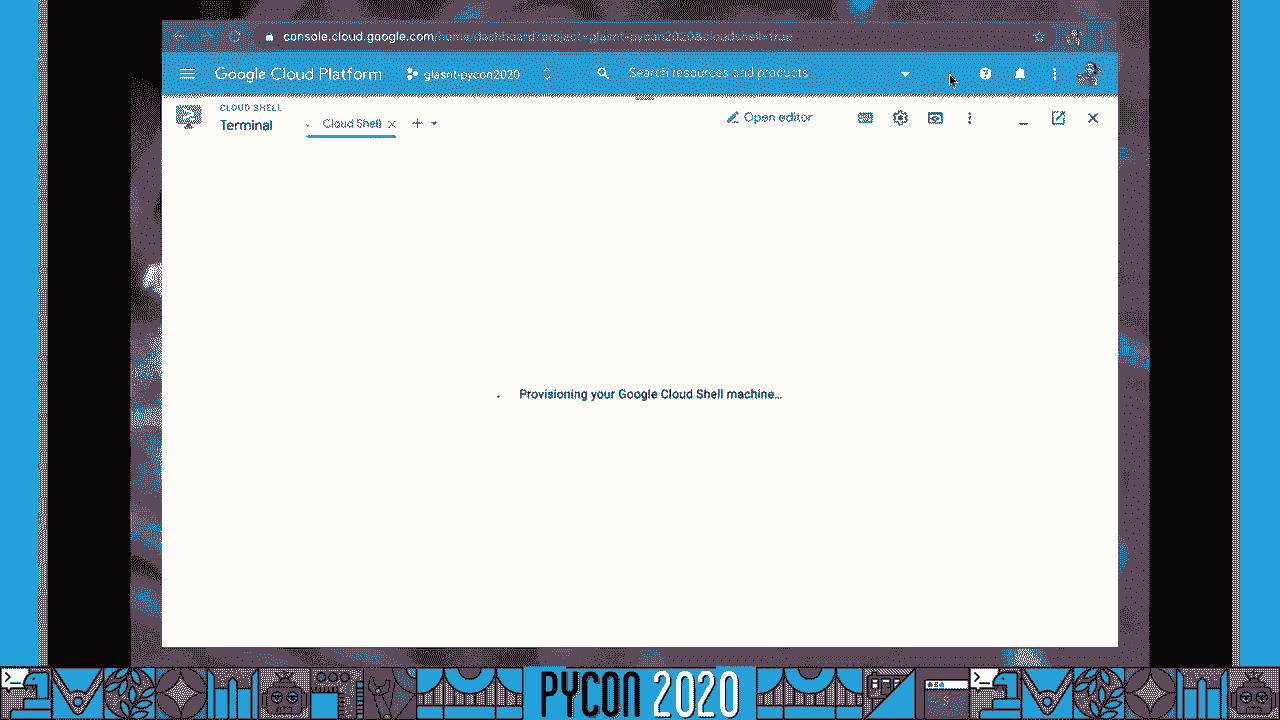 console.cloud.google.com/home/dashboard?project=glasnt-pycon2020&cloudshell=true
Google Cloud Platform
glasnt-pycon2020
Search resources and products
CLOUD SHELL
Terminal
Cloud Shell
Open editor
Provisioning your Google Cloud Shell machine...
PYCON 2020